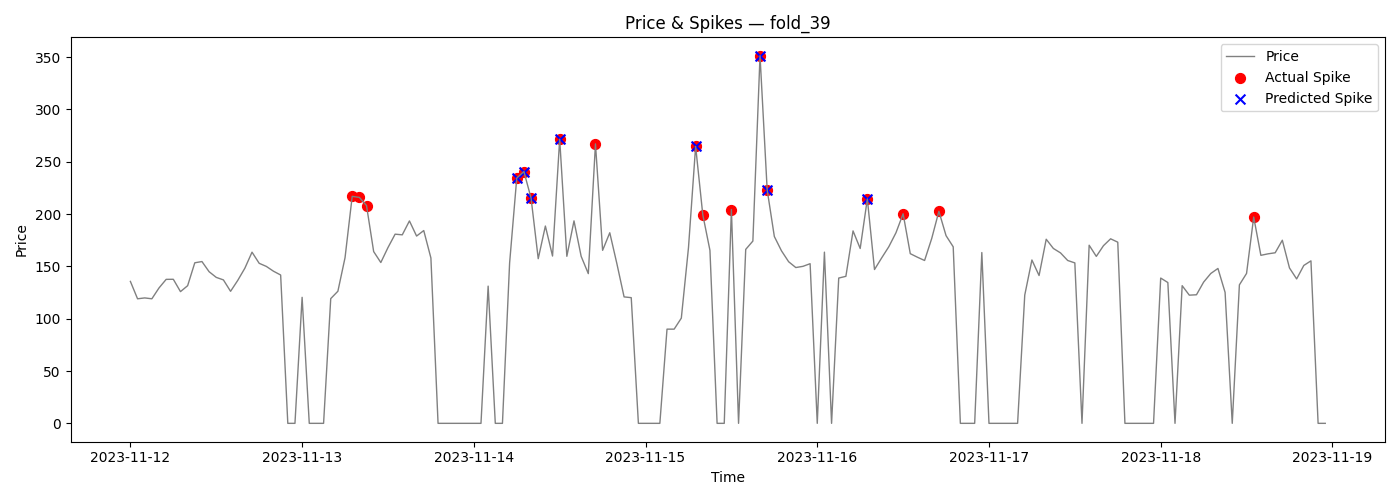 Price & Spikes — fold_39
Price
Actual Spike
Predicted Spike
Price
350
300
250
200
150
100
50
0
2023-11-12
2023-11-13
2023-11-14
2023-11-15
2023-11-16
2023-11-17
2023-11-18
2023-11-19
Time